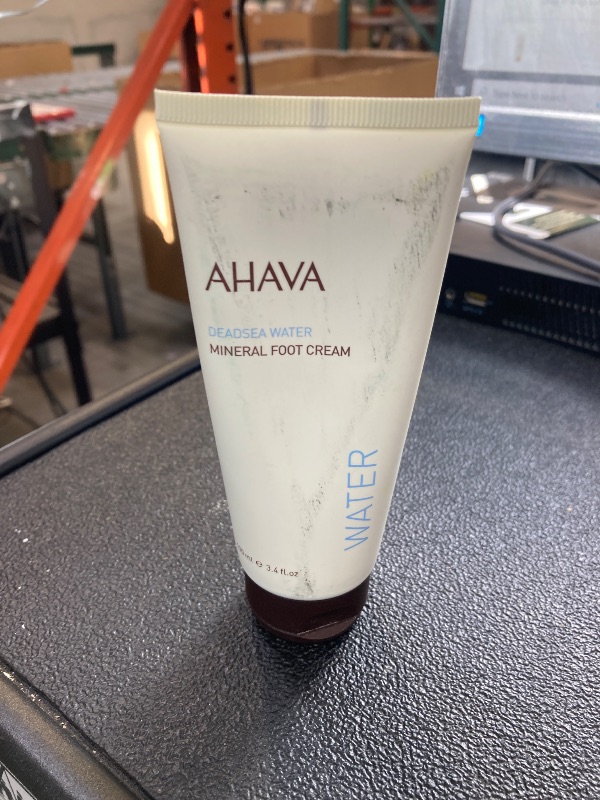 AHAVA
DEADSEA WATER
MINERAL FOOT CREAM
WATER
℮ 3.4 fl.oz